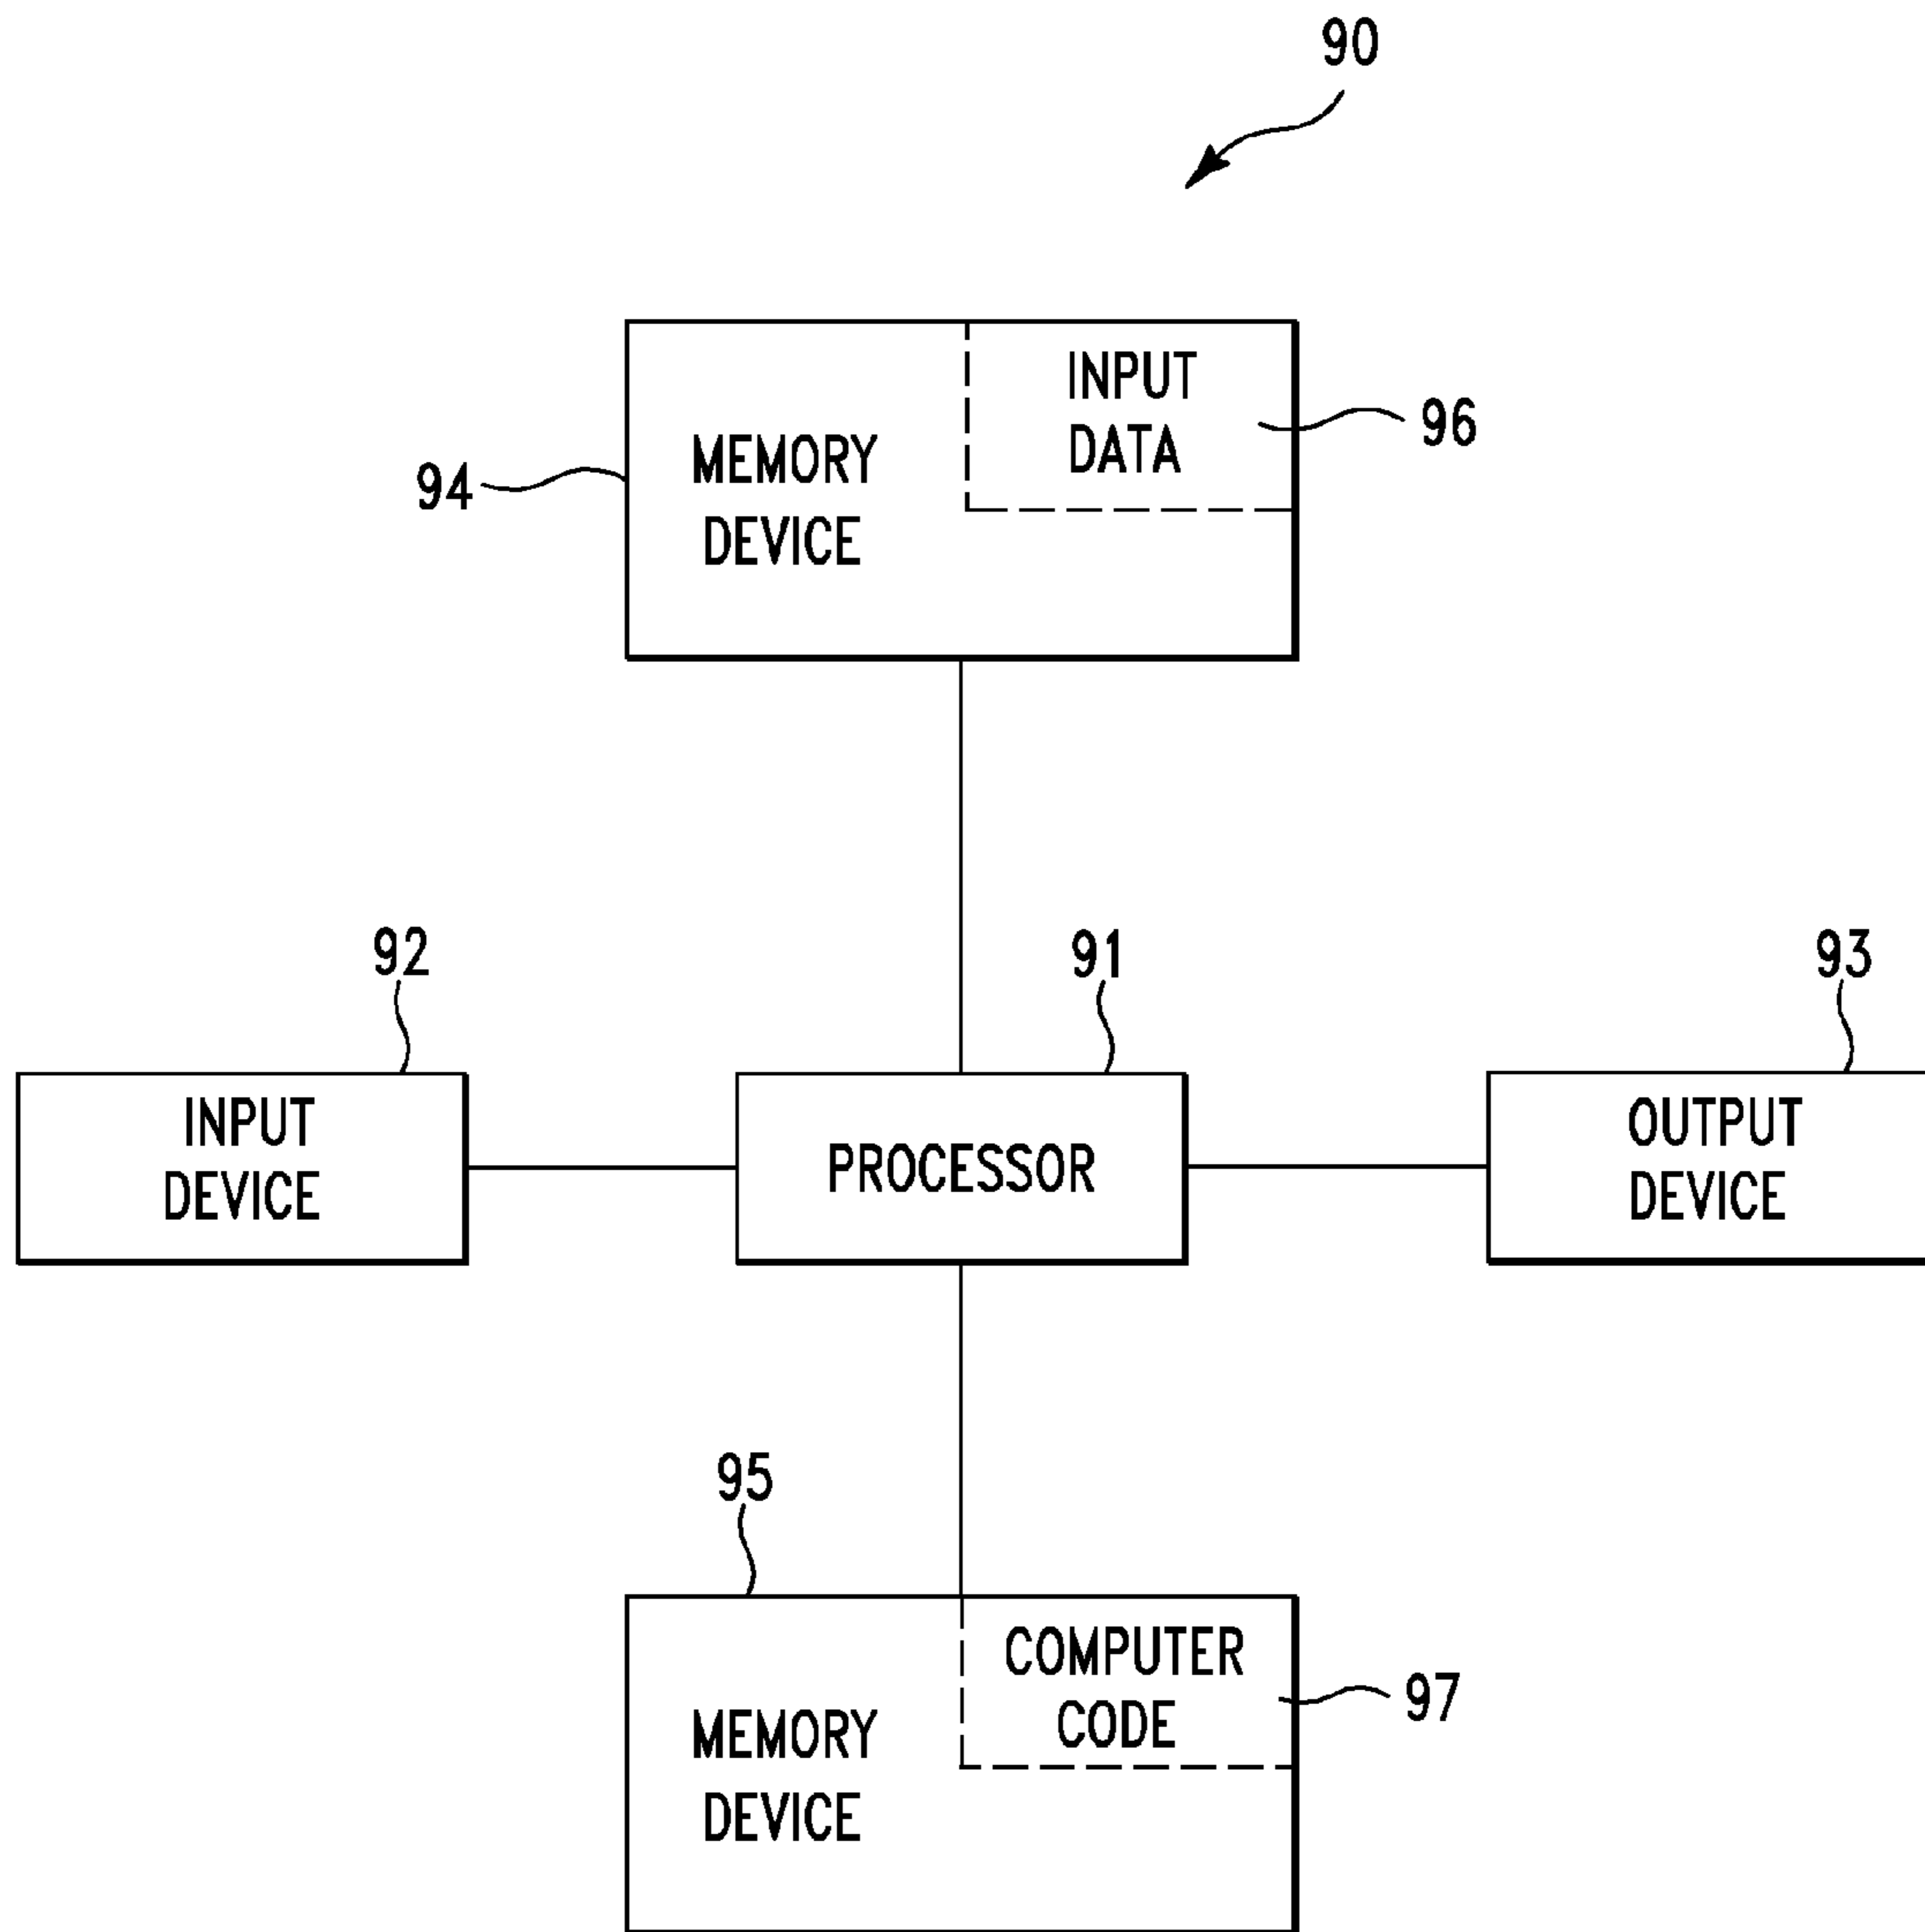 90
INPUT
DATA
96
MEMORY
DEVICE
94
92
91
93
INPUT
DEVICE
PROCESSOR
OUTPUT
DEVICE
95
COMPUTER
CODE
97
MEMORY
DEVICE